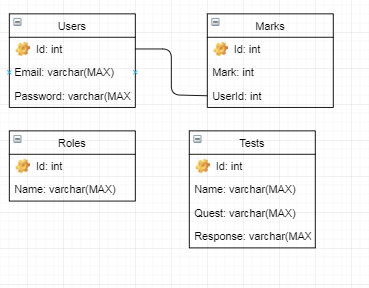 Users
Id: int
Email: varchar(MAX)
Password: varchar(MAX
Marks
Id: int
Mark: int
UserId: int
Roles
Id: int
Name: varchar(MAX)
Tests
Id: int
Name: varchar(MAX)
Quest: varchar(MAX)
Response: varchar(MAX